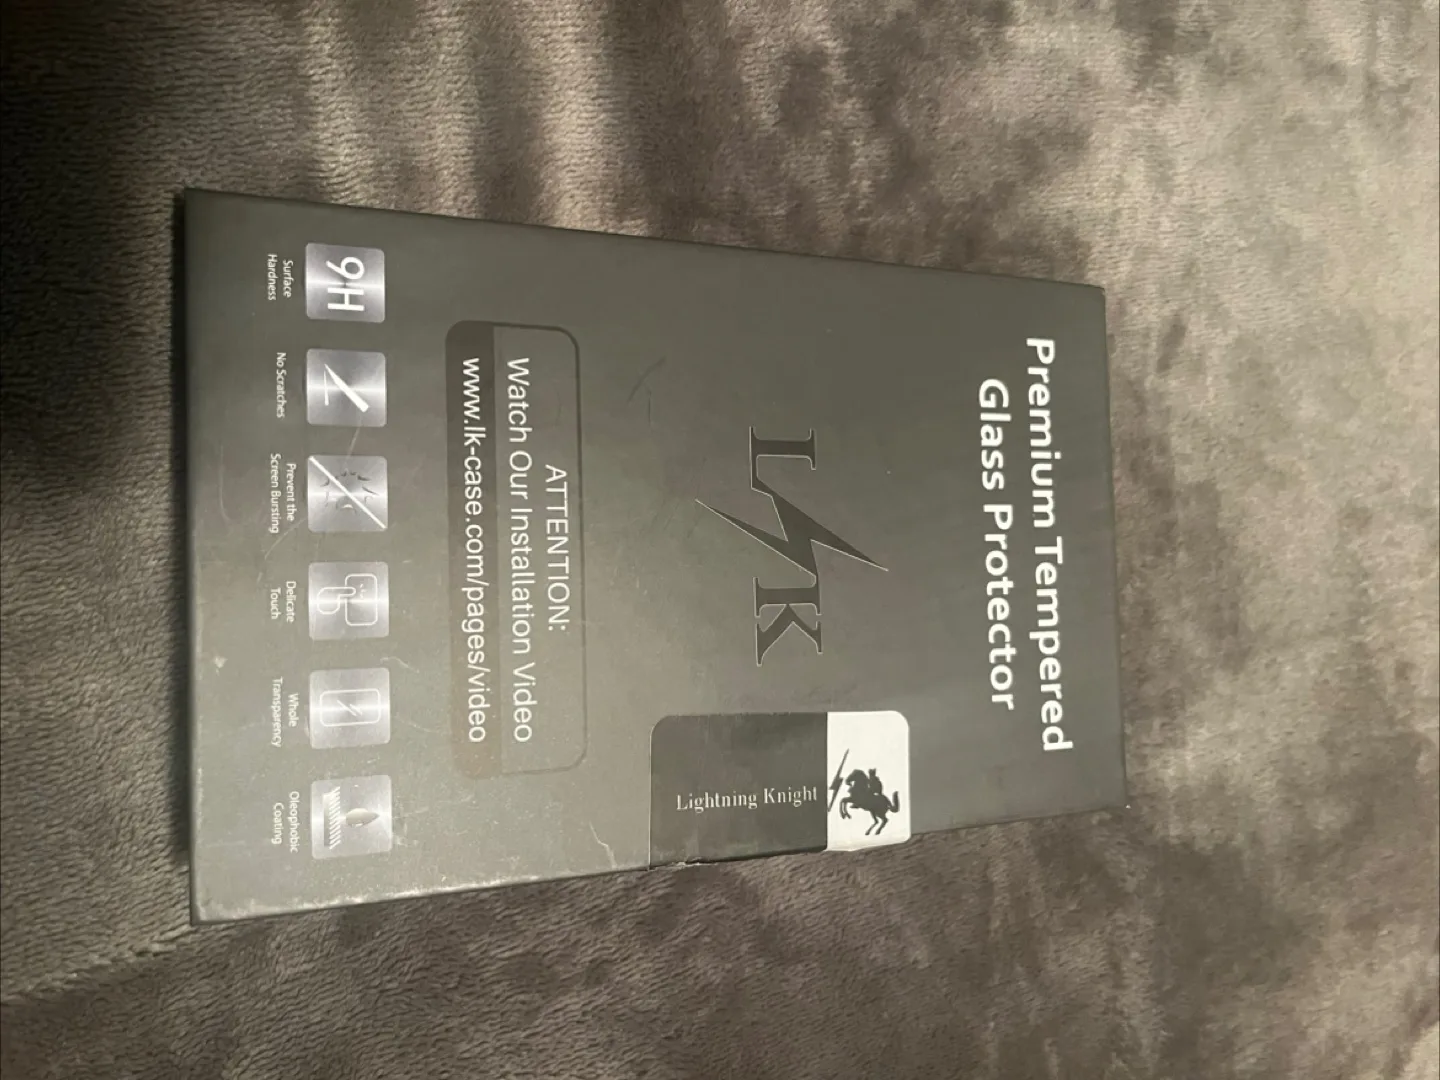 Premium Tempered
Glass Protector
LK
Lightning Knight
ATTENTION:
Watch Our Installation Video
www.lk-case.com/pages/video
9H
Surface
Hardness
No Scratches
Prevent the
Screen Bursting
Delicate
Touch
Whole
Transparency
Oleophobic
Coating